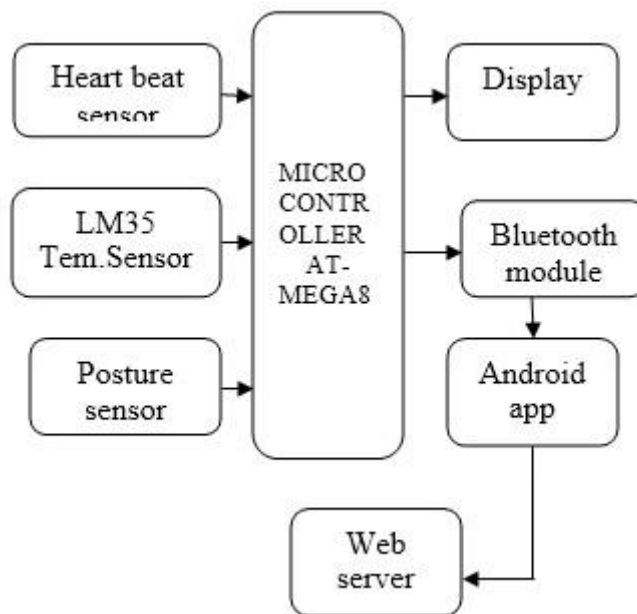 Heart beat
sensor
LM35
Tem.Sensor
Posture
sensor
MICRO
CONTR
OLLER
AT-
MEGA8
Display
Bluetooth
module
Android
app
Web
server